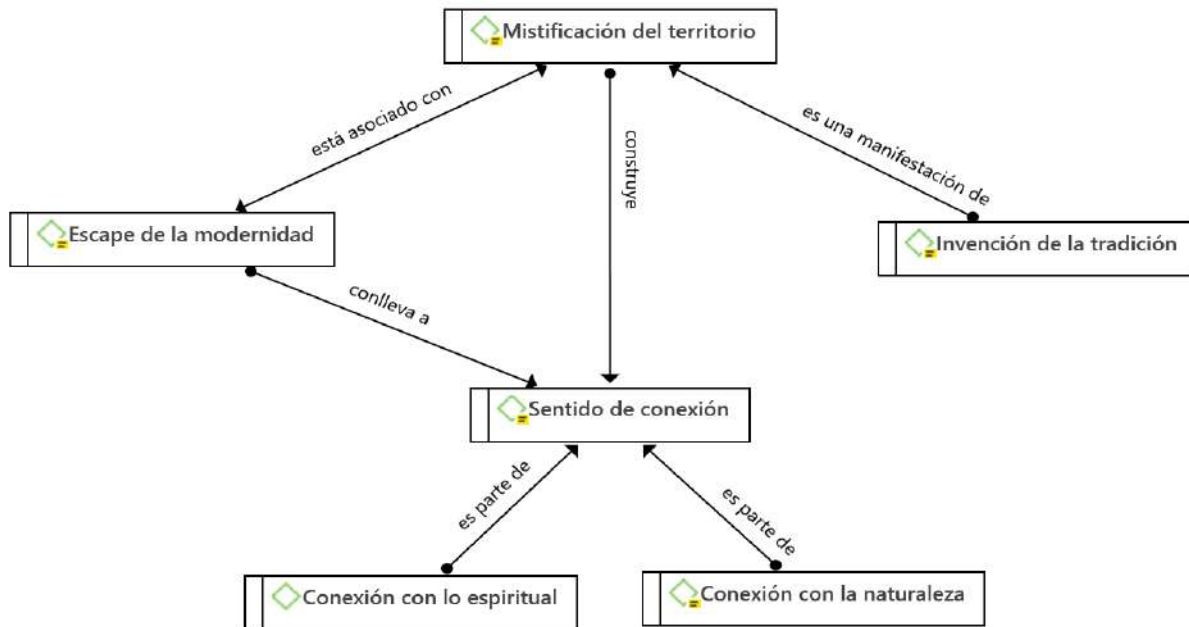 Mistificación del territorio
está asociado con
construye
es una manifestación de
Escape de la modernidad
Invención de la tradición
conlleva a
Sentido de conexión
es parte de
es parte de
Conexión con lo espiritual
Conexión con la naturaleza